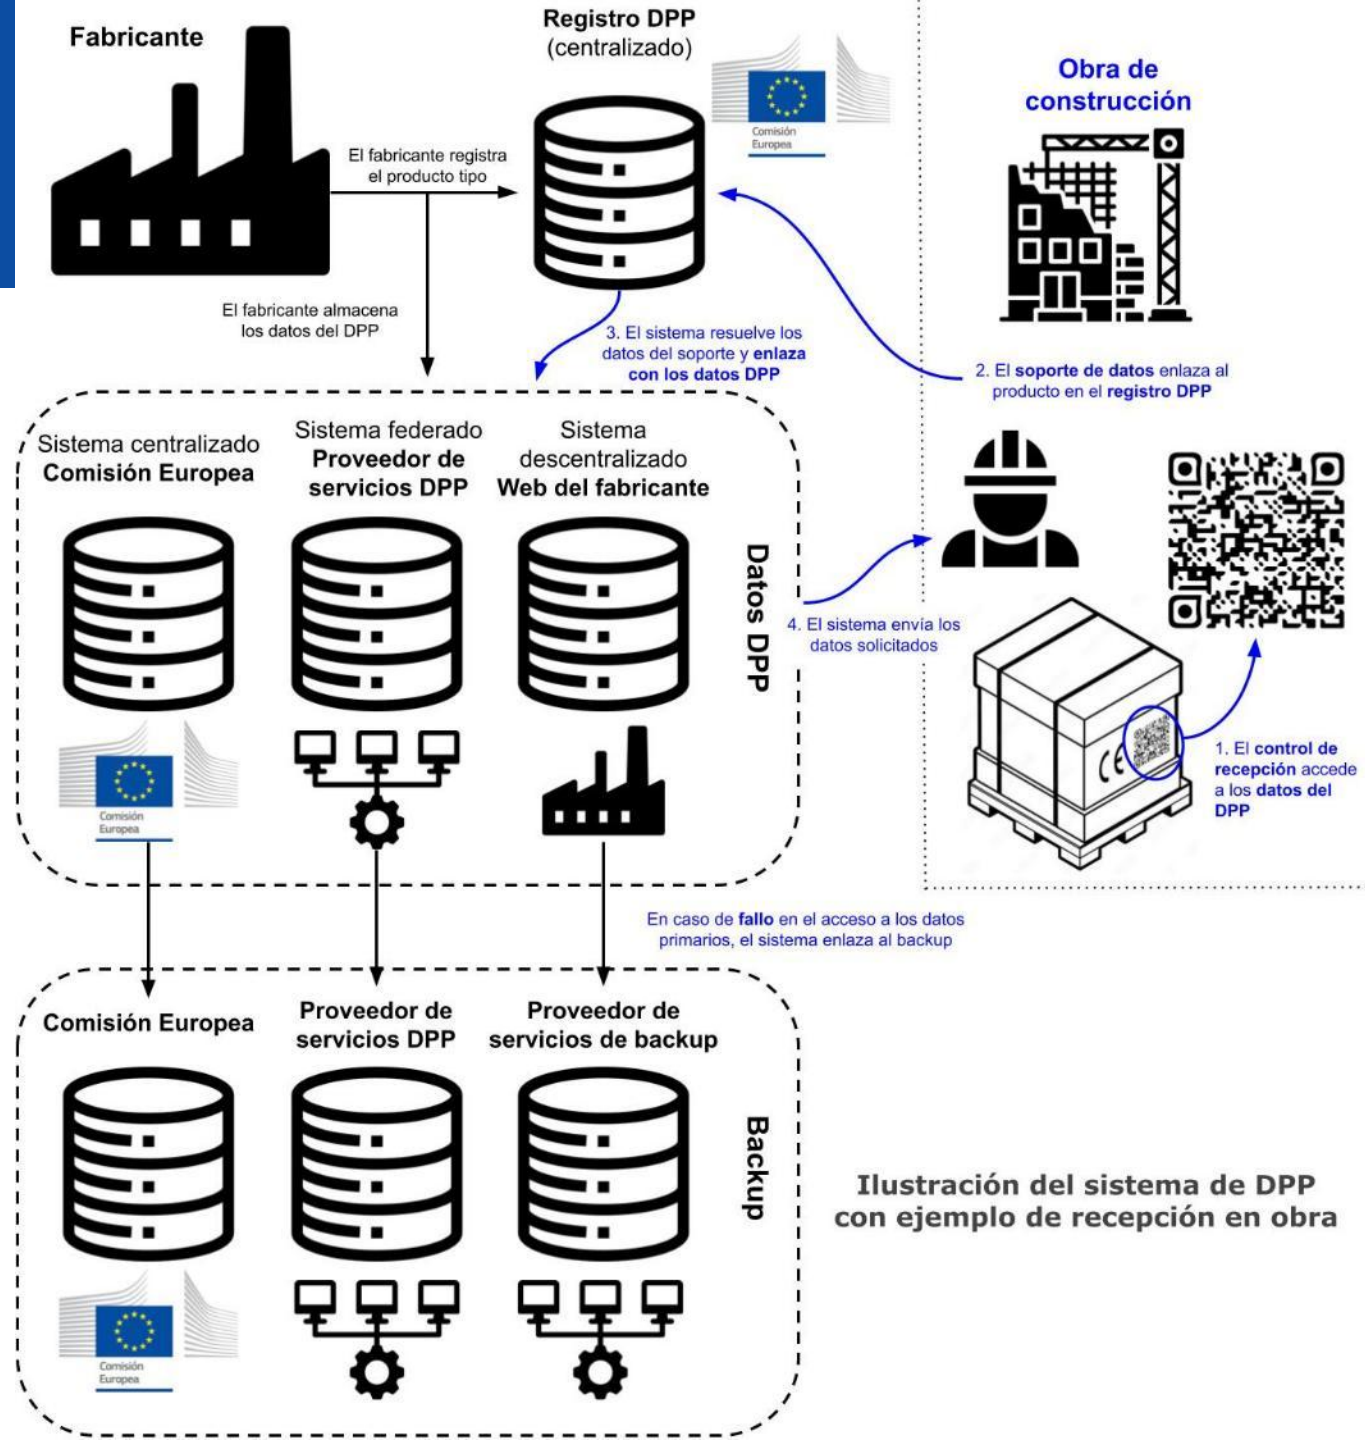 Fabricante
Registro DPP
(centralizado)
Comisión
Europea
Obra de
construcción
El fabricante registra
el producto tipo
El fabricante almacena
los datos del DPP
3. El sistema resuelve los
datos del soporte y enlaza
con los datos DPP
2. El soporte de datos enlaza al
producto en el registro DPP
Sistema centralizado
Comisión Europea
Sistema federado
Proveedor de
servicios DPP
Sistema
descentralizado
Web del fabricante
Datos DPP
4. El sistema envía los
datos solicitados
CE
1. El control de
recepción accede
a los datos del
DPP
Comisión
Europea
En caso de fallo en el acceso a los datos
primarios, el sistema enlaza al backup
Comisión Europea
Proveedor de
servicios DPP
Proveedor de
servicios de backup
Backup
Comisión
Europea
Ilustración del sistema de DPP
con ejemplo de recepción en obra